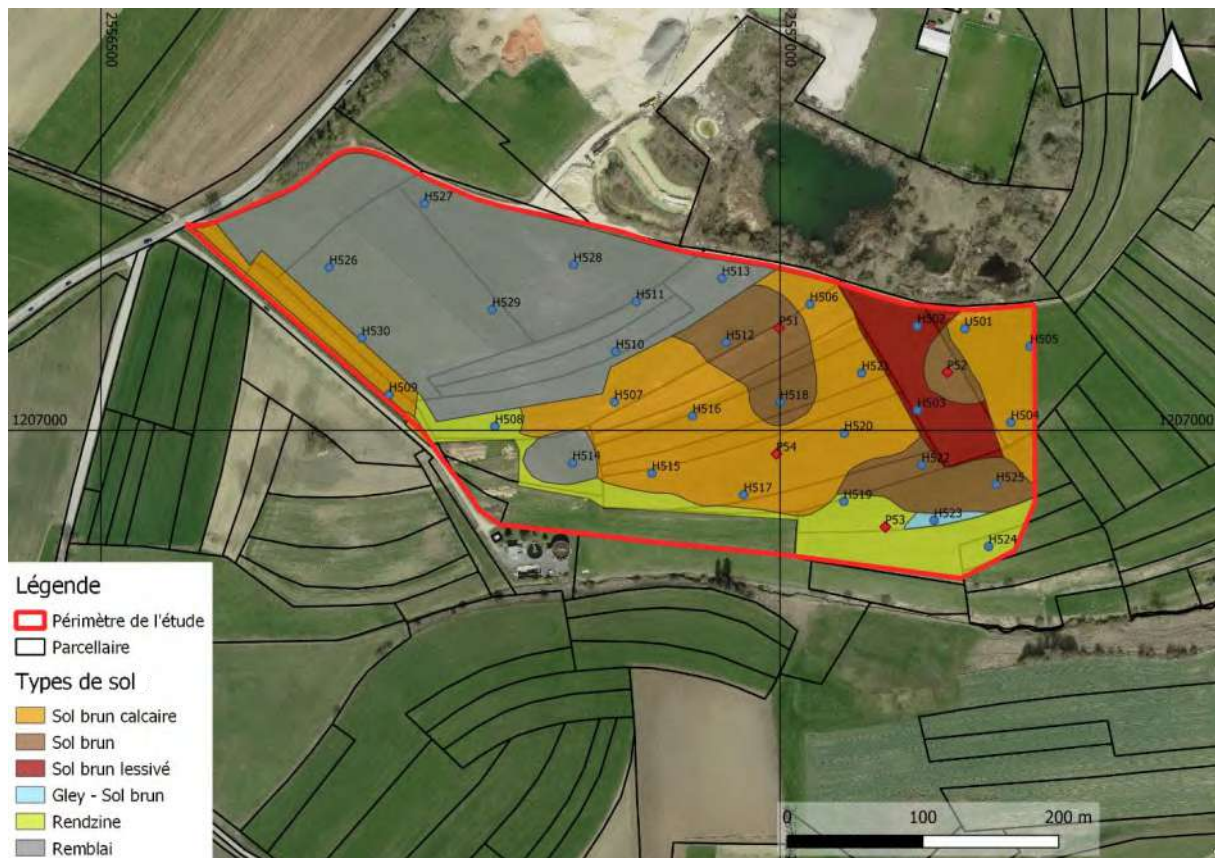 2556500
2557000
H527
H526
H528
H513
H529
H511
H506
H502
H501
P51
H530
H512
H505
H510
H521
P52
H509
H507
H518
H503
H516
H504
1207000
1207000
H508
H520
P54
H514
H515
H522
H517
H525
H519
H523
P53
H524
Légende
Périmètre de l'étude
Parcellaire
Types de sol
Sol brun calcaire
Sol brun
Sol brun lessivé
Gley - Sol brun
Rendzine
Remblai
0 100 200 m